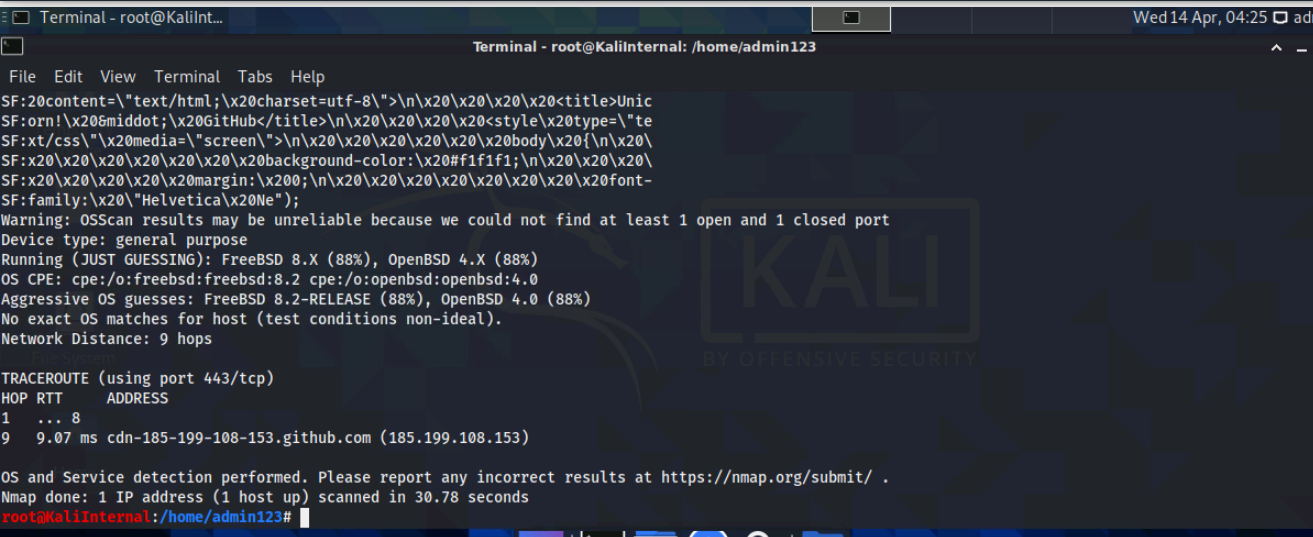 Terminal - root@KaliInt...
Wed 14 Apr, 04:25 ad
Terminal - root@KaliInternal: /home/admin123
File Edit View Terminal Tabs Help
SF:20content=\"text/html;\x20charset=utf-8\">\n\x20\x20\x20\x20<title>Unic
SF:orn!\x20&middot;\x20GitHub</title>\n\x20\x20\x20\x20<style\x20type=\"te
SF:xt/css\"\x20media=\"screen\">\n\x20\x20\x20\x20\x20\x20body\x20{\n\x20\
SF:x20\x20\x20\x20\x20\x20\x20background-color:\x20#f1f1f1;\n\x20\x20\x20\
SF:x20\x20\x20\x20\x20margin:\x200;\n\x20\x20\x20\x20\x20\x20\x20\x20font-
SF:family:\x20\"Helvetica\x20Ne");
Warning: OSScan results may be unreliable because we could not find at least 1 open and 1 closed port
Device type: general purpose
Running (JUST GUESSING): FreeBSD 8.X (88%), OpenBSD 4.X (88%)
OS CPE: cpe:/o:freebsd:freebsd:8.2 cpe:/o:openbsd:openbsd:4.0
Aggressive OS guesses: FreeBSD 8.2-RELEASE (88%), OpenBSD 4.0 (88%)
No exact OS matches for host (test conditions non-ideal).
Network Distance: 9 hops
File System
KALI
BY OFFENSIVE SECURITY
TRACEROUTE (using port 443/tcp)
HOP RTT ADDRESS
1 ... 8
9 9.07 ms cdn-185-199-108-153.github.com (185.199.108.153)
OS and Service detection performed. Please report any incorrect results at https://nmap.org/submit/ .
Nmap done: 1 IP address (1 host up) scanned in 30.78 seconds
root@KaliInternal:/home/admin123#